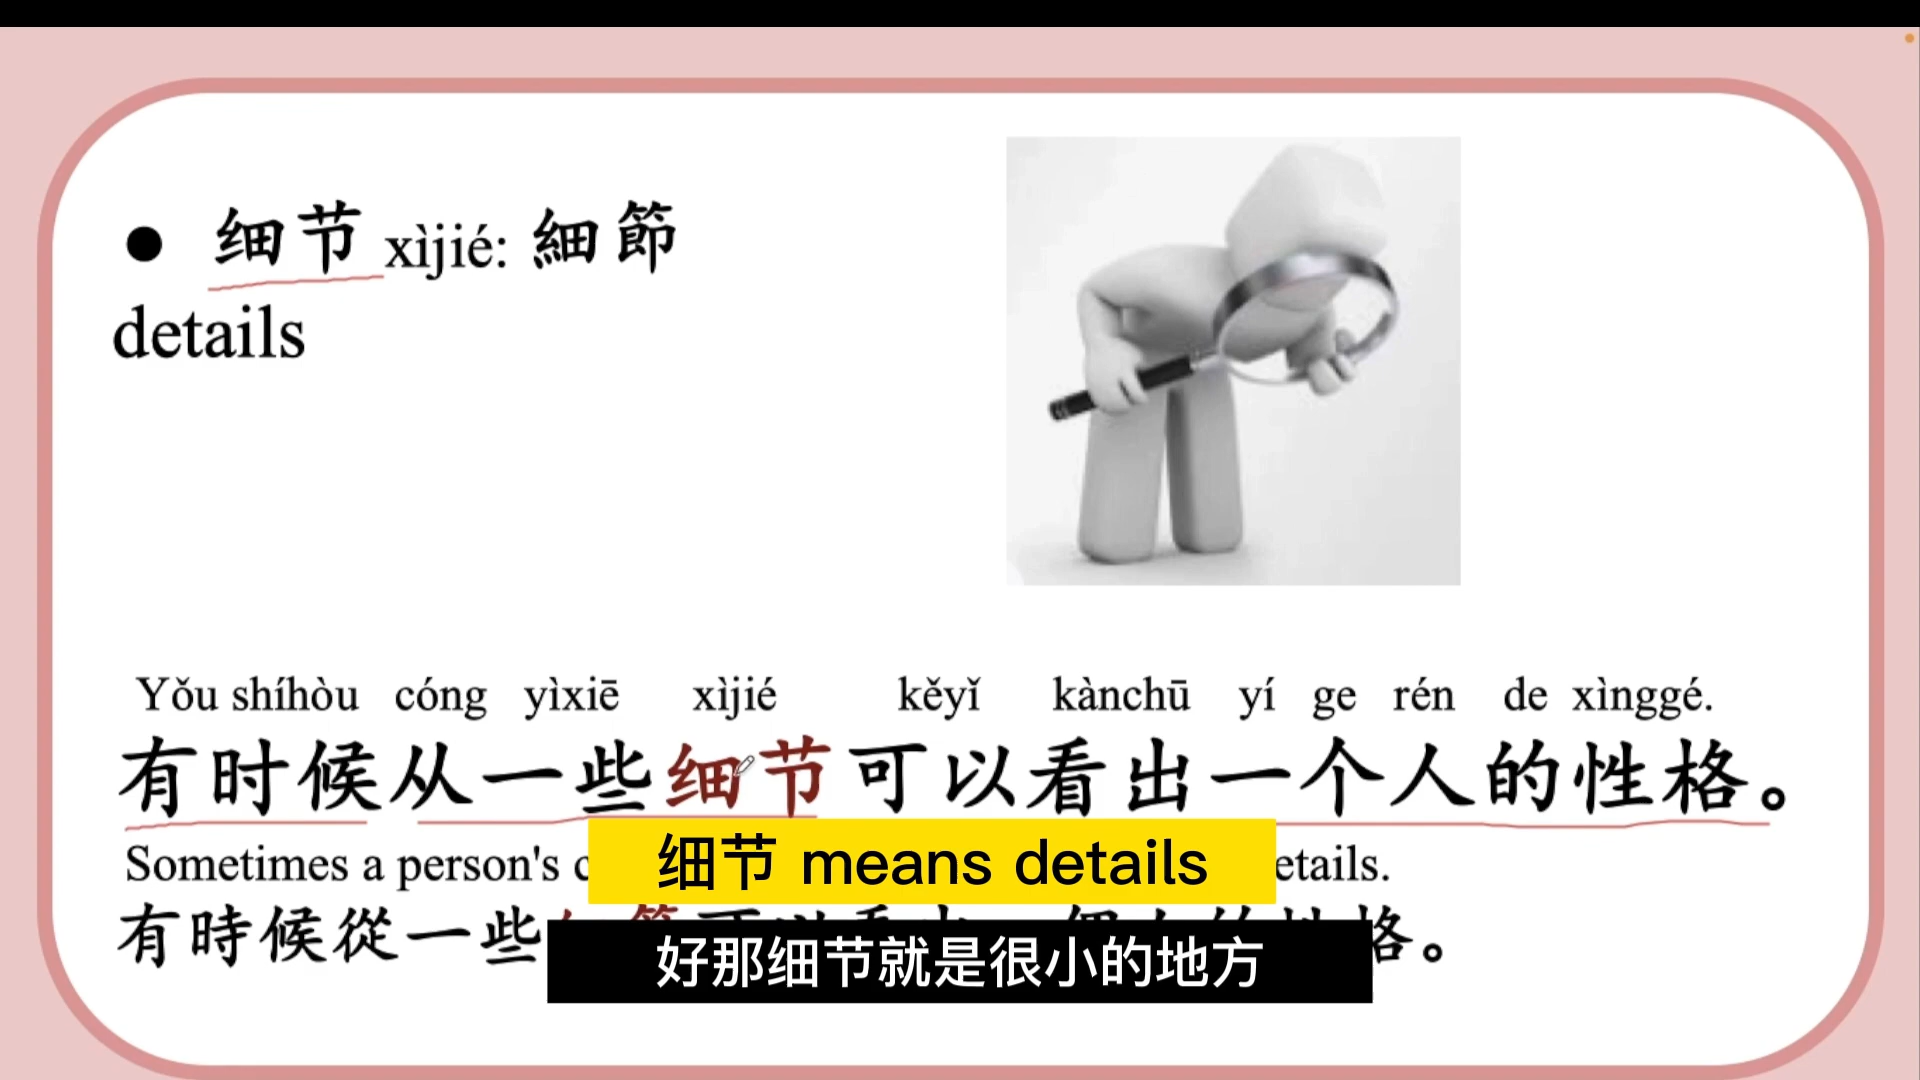 ● 细节 xìjié: 細節
details
Yǒu shíhòu cóng yìxiē xìjié kěyǐ kànchū yí ge rén de xìnggé.
有时候从一些细节可以看出一个人的性格。
Sometimes a person's etails.
细节 means details
有時候從一些 格。
好那细节就是很小的地方